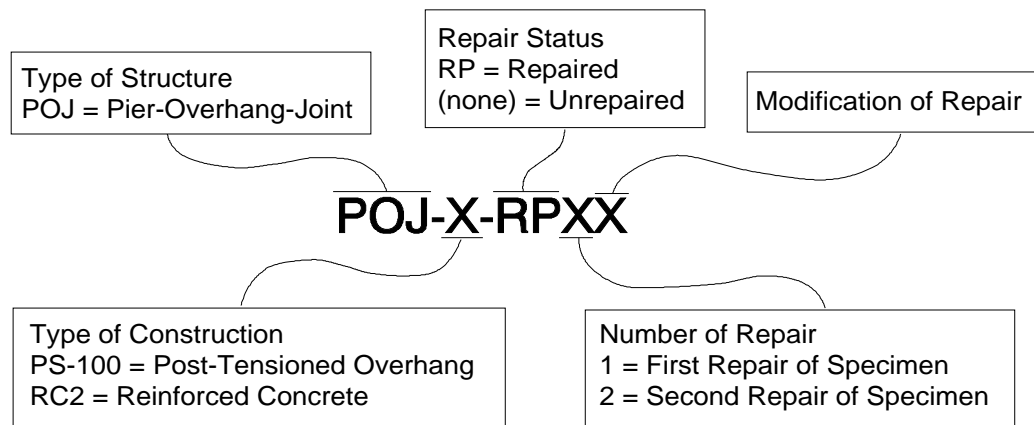 Repair Status
RP = Repaired
(none) = Unrepaired
Type of Structure
POJ = Pier-Overhang-Joint
Modification of Repair
POJ-X-RPXX
Type of Construction
PS-100 = Post-Tensioned Overhang
RC2 = Reinforced Concrete
Number of Repair
1 = First Repair of Specimen
2 = Second Repair of Specimen